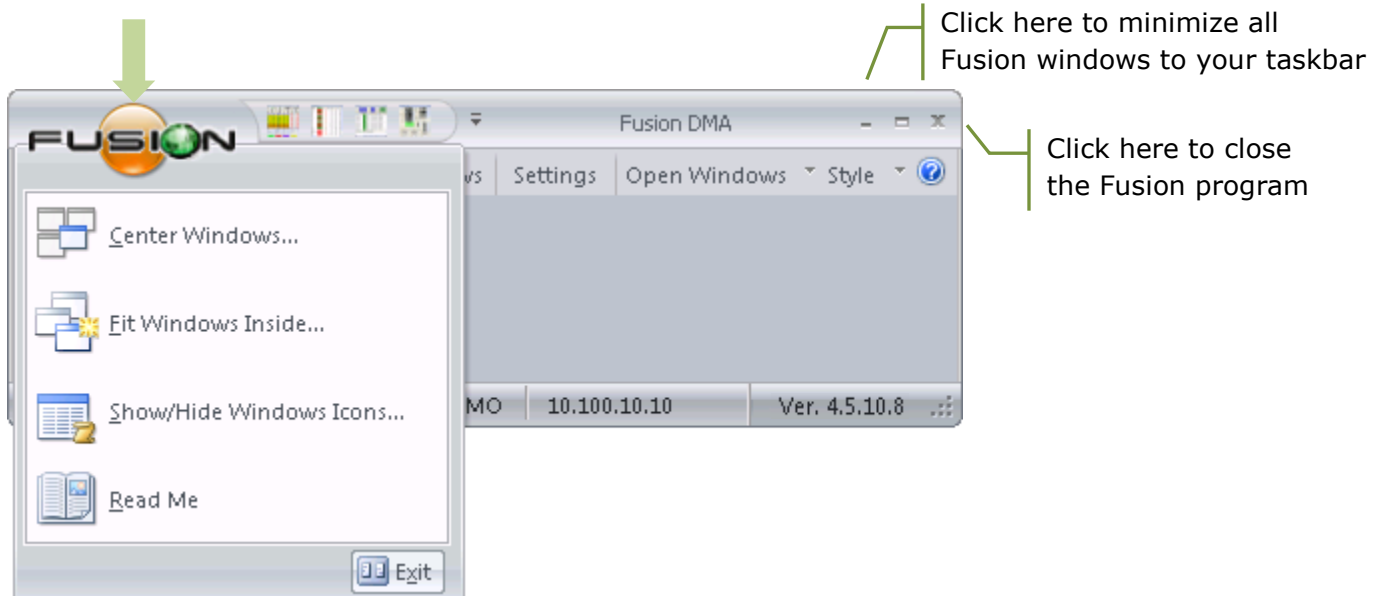 Click here to minimize all
Fusion windows to your taskbar
FUSION
Fusion DMA
Click here to close
the Fusion program
Settings Open Windows Style
Center Windows...
Fit Windows Inside...
Show/Hide Windows Icons...
10.100.10.10 Ver. 4.5.10.8
Read Me
Exit